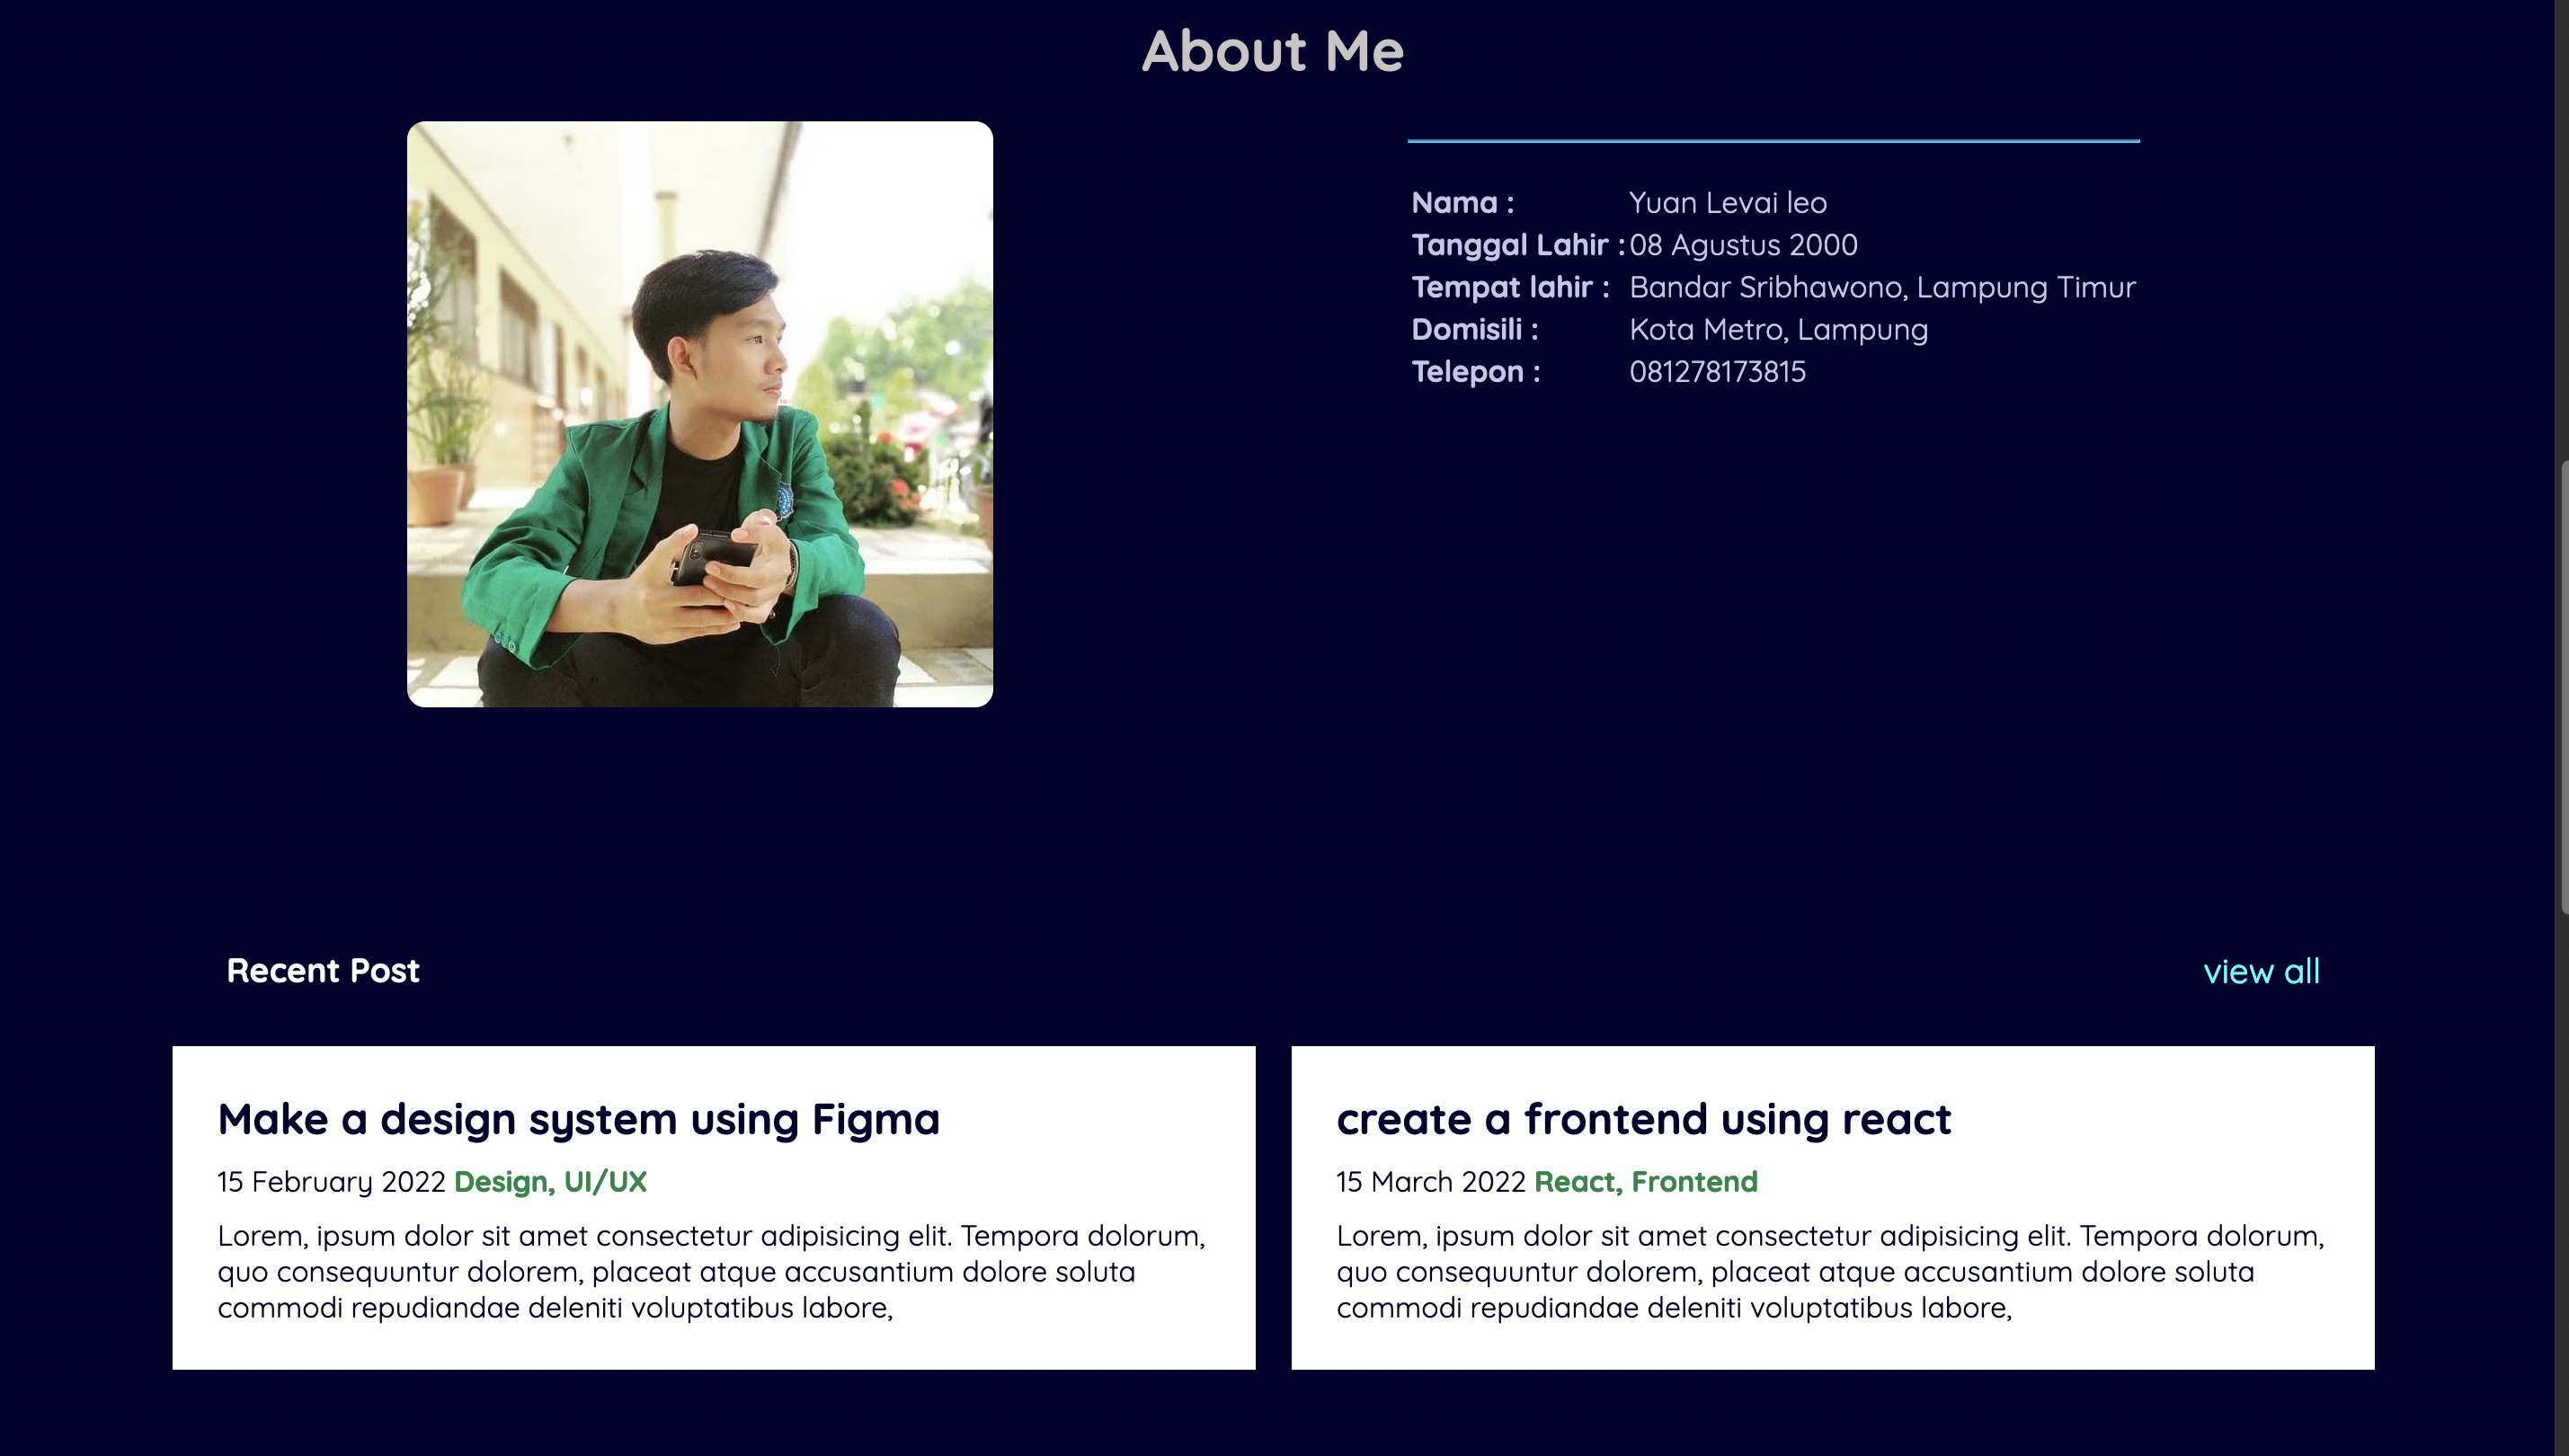 About Me
Nama : Yuan Levai leo
Tanggal Lahir : 08 Agustus 2000
Tempat lahir : Bandar Sribhawono, Lampung Timur
Domisili : Kota Metro, Lampung
Telepon : 081278173815
Recent Post
view all
Make a design system using Figma
15 February 2022 Design, UI/UX
Lorem, ipsum dolor sit amet consectetur adipisicing elit. Tempora dolorum,
quo consequuntur dolorem, placeat atque accusantium dolore soluta
commodi repudiandae deleniti voluptatibus labore,
create a frontend using react
15 March 2022 React, Frontend
Lorem, ipsum dolor sit amet consectetur adipisicing elit. Tempora dolorum,
quo consequuntur dolorem, placeat atque accusantium dolore soluta
commodi repudiandae deleniti voluptatibus labore,